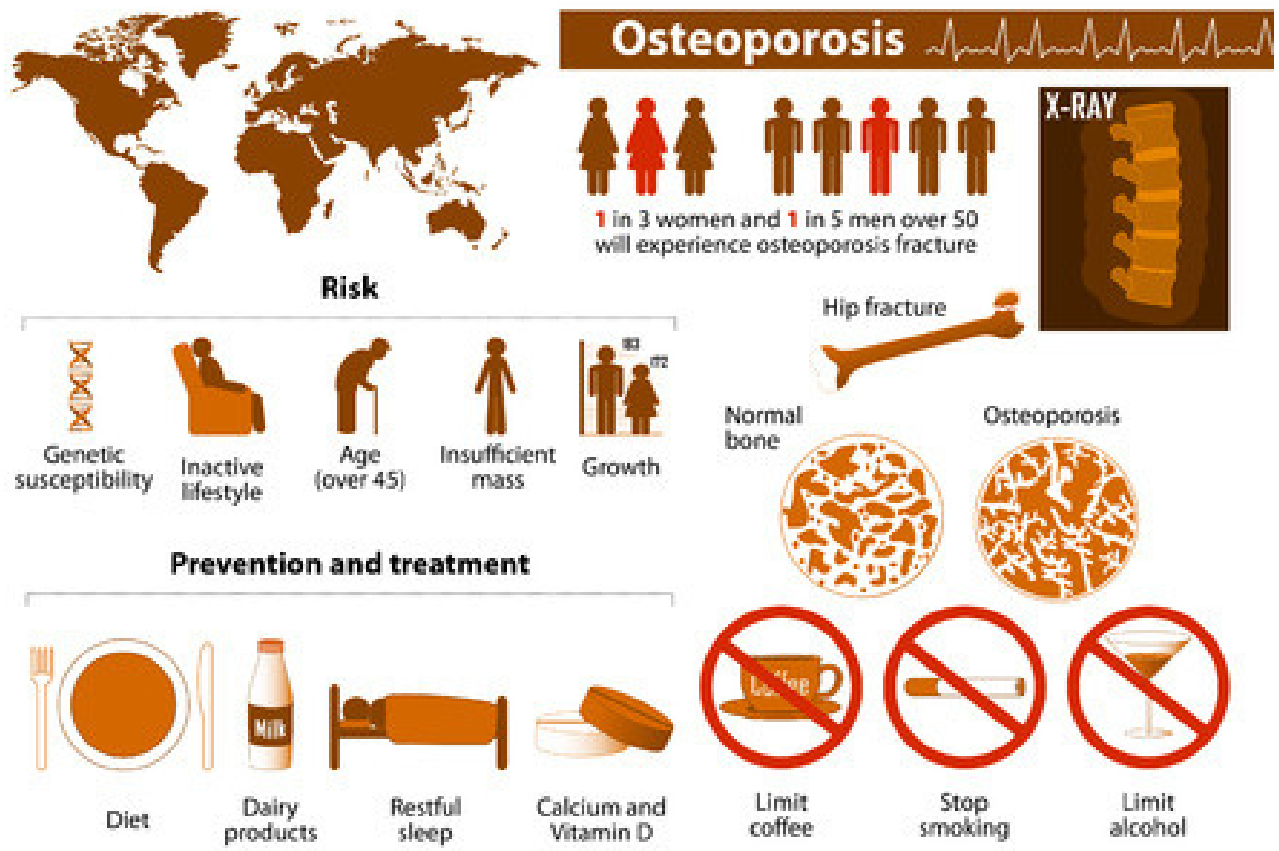 Osteoporosis
X-RAY
1 in 3 women and 1 in 5 men over 50
will experience osteoporosis fracture
Risk
Hip fracture
183
172
Genetic
susceptibility
Inactive
lifestyle
Age
(over 45)
Insufficient
mass
Growth
Normal
bone
Osteoporosis
Prevention and treatment
Milk
Coffee
Diet
Dairy
products
Restful
sleep
Calcium and
Vitamin D
Limit
coffee
Stop
smoking
Limit
alcohol